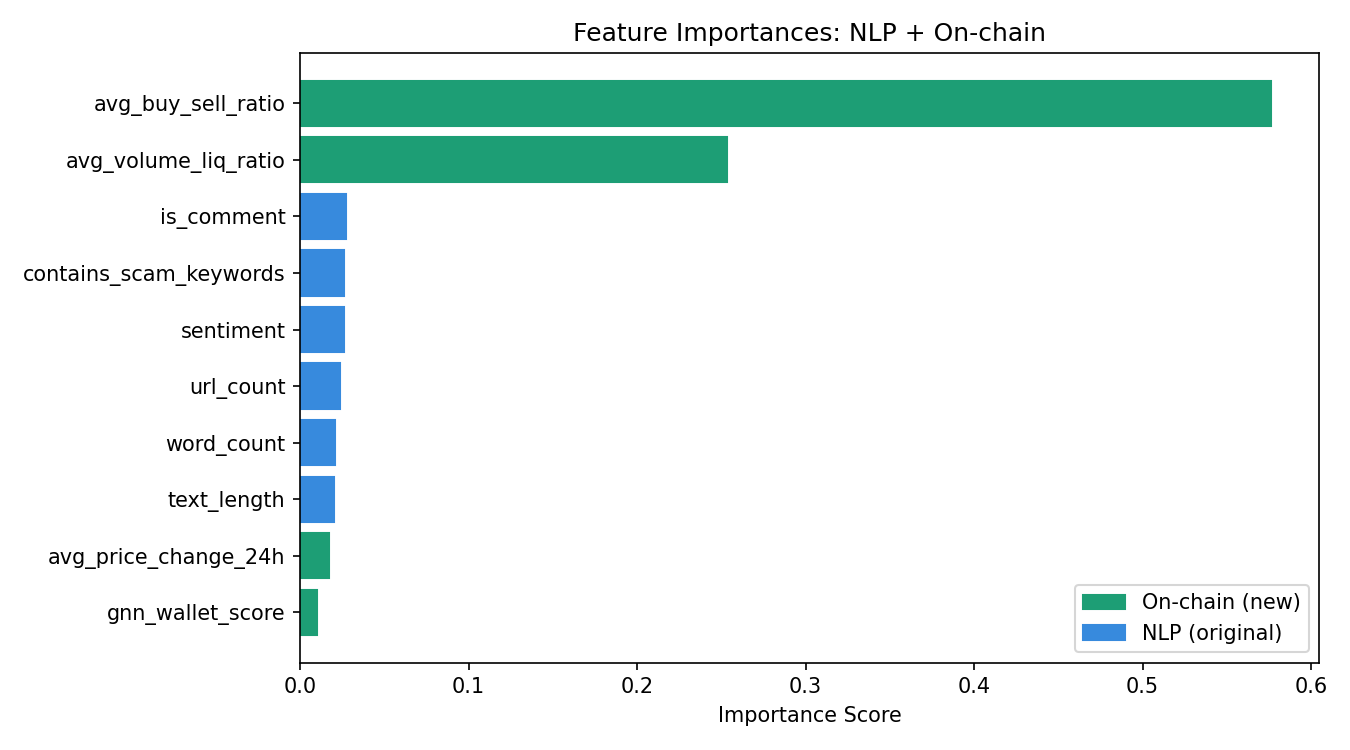 Feature Importances: NLP + On-chain
avg_buy_sell_ratio
avg_volume_liq_ratio
is_comment
contains_scam_keywords
sentiment
url_count
word_count
text_length
avg_price_change_24h
gnn_wallet_score
On-chain (new)
NLP (original)
0.0 0.1 0.2 0.3 0.4 0.5 0.6
Importance Score